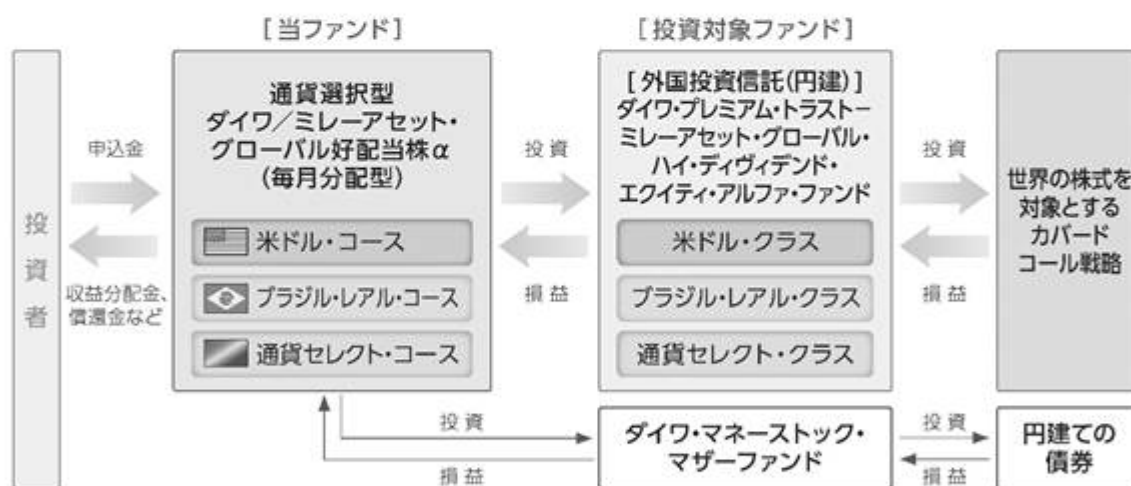 [当ファンド]
[投資対象ファンド]
投資者
申込金
収益分配金、
償還金など
通貨選択型
ダイワ／ミレーアセット・
グローバル好配当株α
(毎月分配型)
米ドル・コース
ブラジル・レアル・コース
通貨セレクト・コース
投資
損益
[外国投資信託(円建)]
ダイワ・プレミアム・トラスト－
ミレーアセット・グローバル・
ハイ・ディヴィデンド・
エクイティ・アルファ・ファンド
米ドル・クラス
ブラジル・レアル・クラス
通貨セレクト・クラス
投資
損益
世界の株式を
対象とする
カバード
コール戦略
投資
損益
ダイワ・マネーストック・
マザーファンド
投資
損益
円建ての
債券